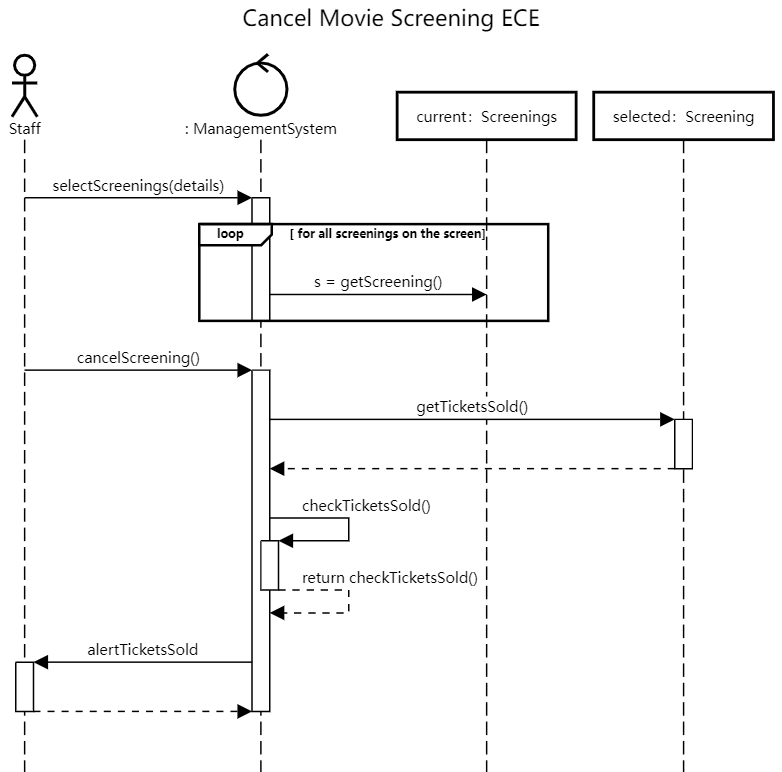 Cancel Movie Screening ECE
Staff
: ManagementSystem
current: Screenings
selected: Screening
selectScreenings(details)
loop
[ for all screenings on the screen]
s = getScreening()
cancelScreening()
getTicketsSold()
checkTicketsSold()
return checkTicketsSold()
alertTicketsSold